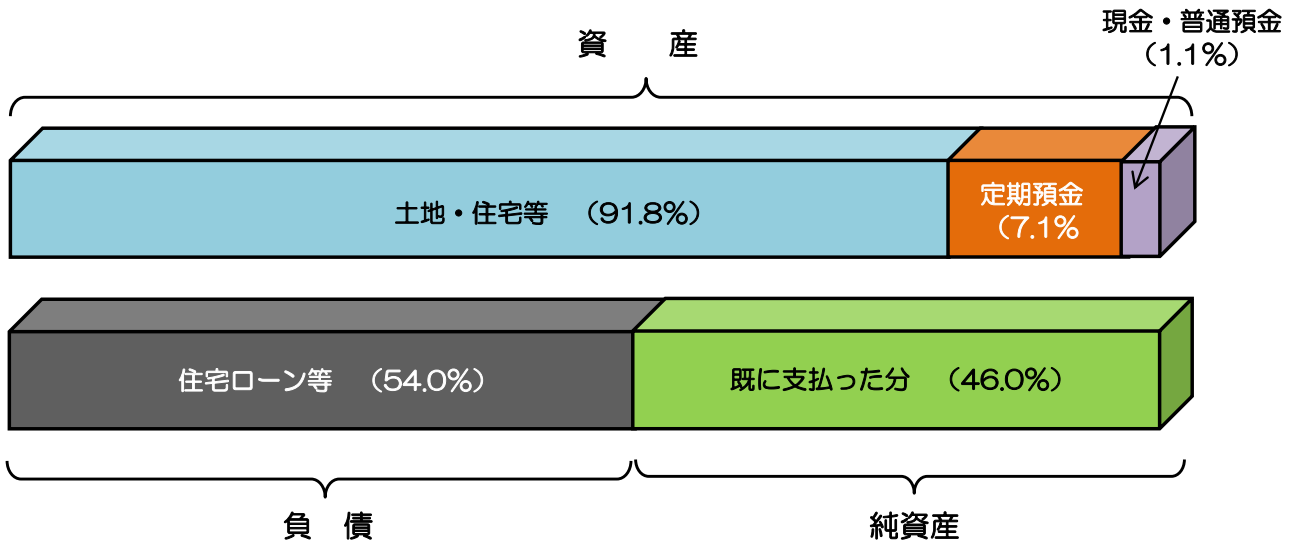 資　産
現金・普通預金
（1.1％）
土地・住宅等　（91.8％）
定期預金
（7.1％
住宅ローン等　（54.0％）
既に支払った分　（46.0％）
負　債
純資産